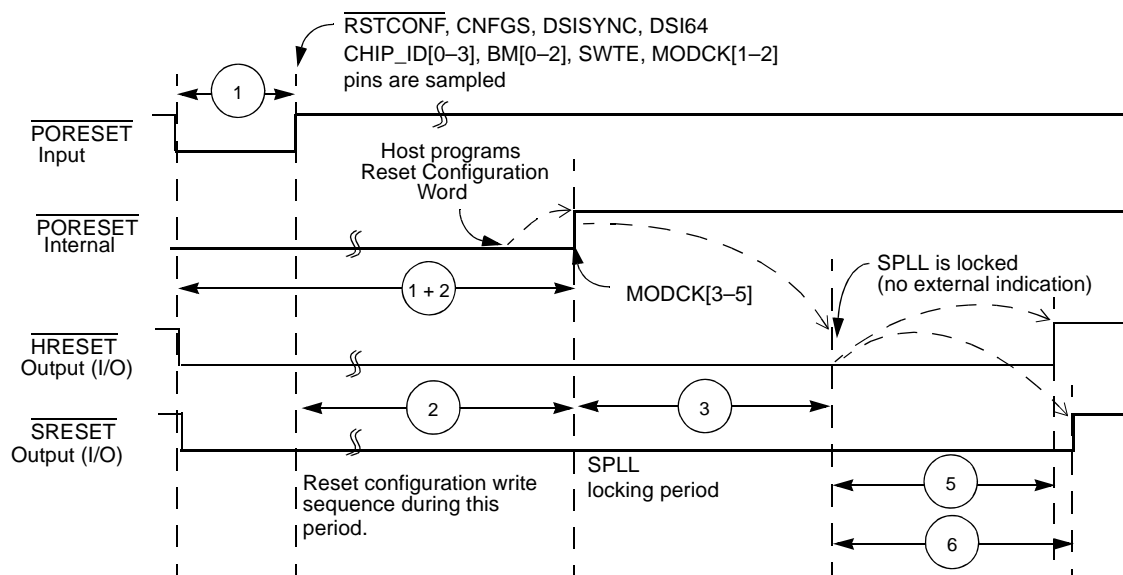 RSTCONF, CNFGS, DSISYNC, DSI64
CHIP_ID[0–3], BM[0–2], SWTE, MODCK[1–2]
pins are sampled
1
PORESET
Input
Host programs
Reset Configuration
Word
PORESET
Internal
1 + 2
MODCK[3–5]
SPLL is locked
(no external indication)
HRESET
Output (I/O)
2
3
SRESET
Output (I/O)
Reset configuration write
sequence during this
period.
SPLL
locking period
5
6